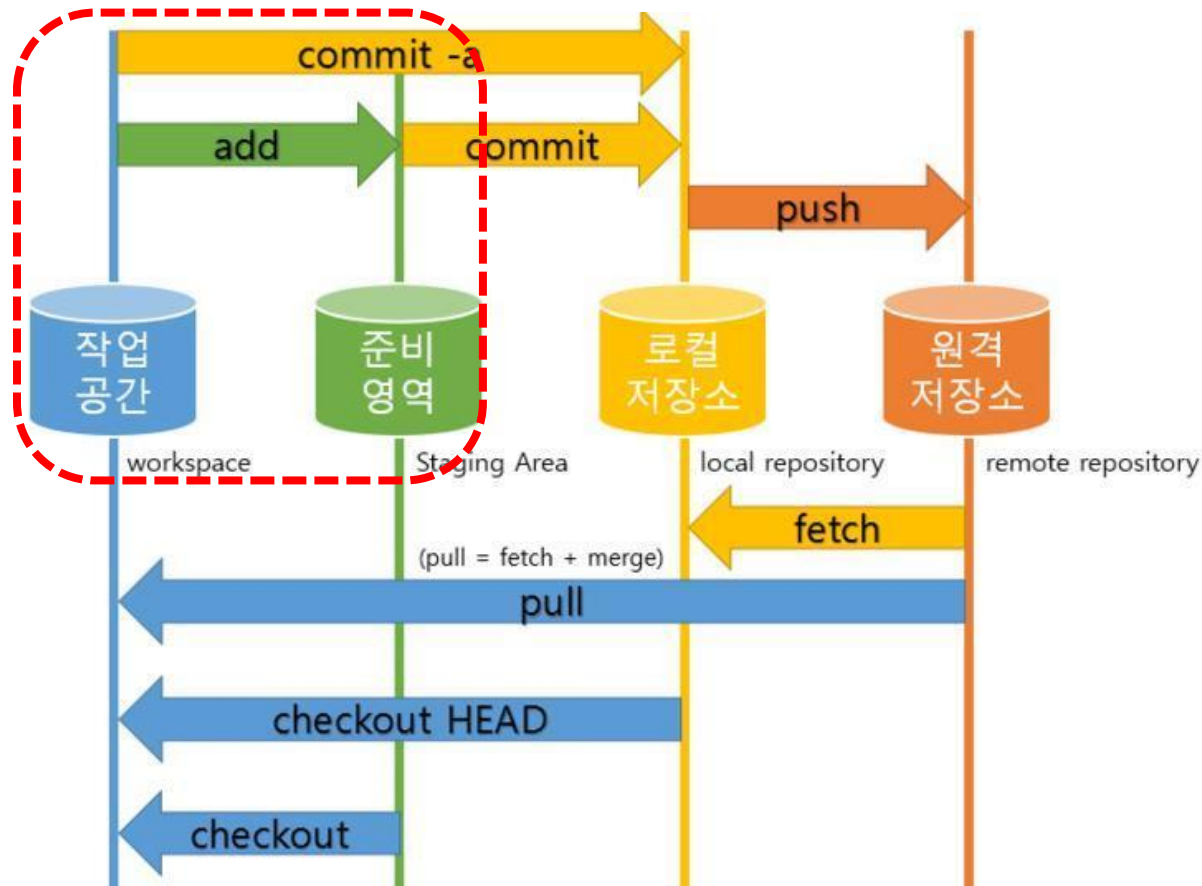 commit -a
add
commit
push
작업
공간
준비
영역
로컬
저장소
원격
저장소
workspace
Staging Area
local repository
remote repository
fetch
(pull = fetch + merge)
pull
checkout HEAD
checkout